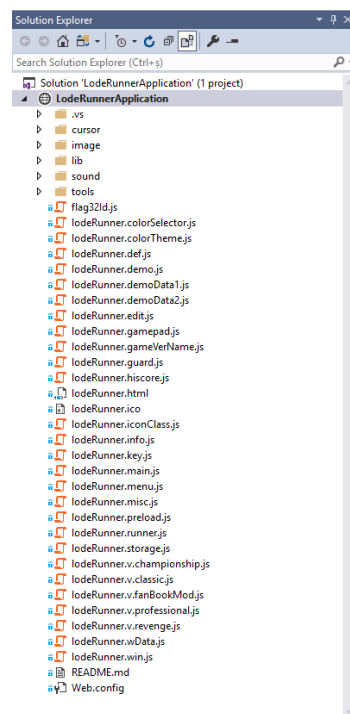 Solution Explorer
Search Solution Explorer (Ctrl+ş)
Solution 'LodeRunnerApplication' (1 project)
LodeRunnerApplication
.vs
cursor
image
lib
sound
tools
flag32ld.js
lodeRunner.colorSelector.js
lodeRunner.colorTheme.js
lodeRunner.def.js
lodeRunner.demo.js
lodeRunner.demoData1.js
lodeRunner.demoData2.js
lodeRunner.edit.js
lodeRunner.gamepad.js
lodeRunner.gameVerName.js
lodeRunner.guard.js
lodeRunner.hiscore.js
lodeRunner.html
lodeRunner.ico
lodeRunner.iconClass.js
lodeRunner.info.js
lodeRunner.key.js
lodeRunner.main.js
lodeRunner.menu.js
lodeRunner.misc.js
lodeRunner.preload.js
lodeRunner.runner.js
lodeRunner.storage.js
lodeRunner.v.championship.js
lodeRunner.v.classic.js
lodeRunner.v.fanBookMod.js
lodeRunner.v.professional.js
lodeRunner.v.revenge.js
lodeRunner.wData.js
lodeRunner.win.js
README.md
Web.config